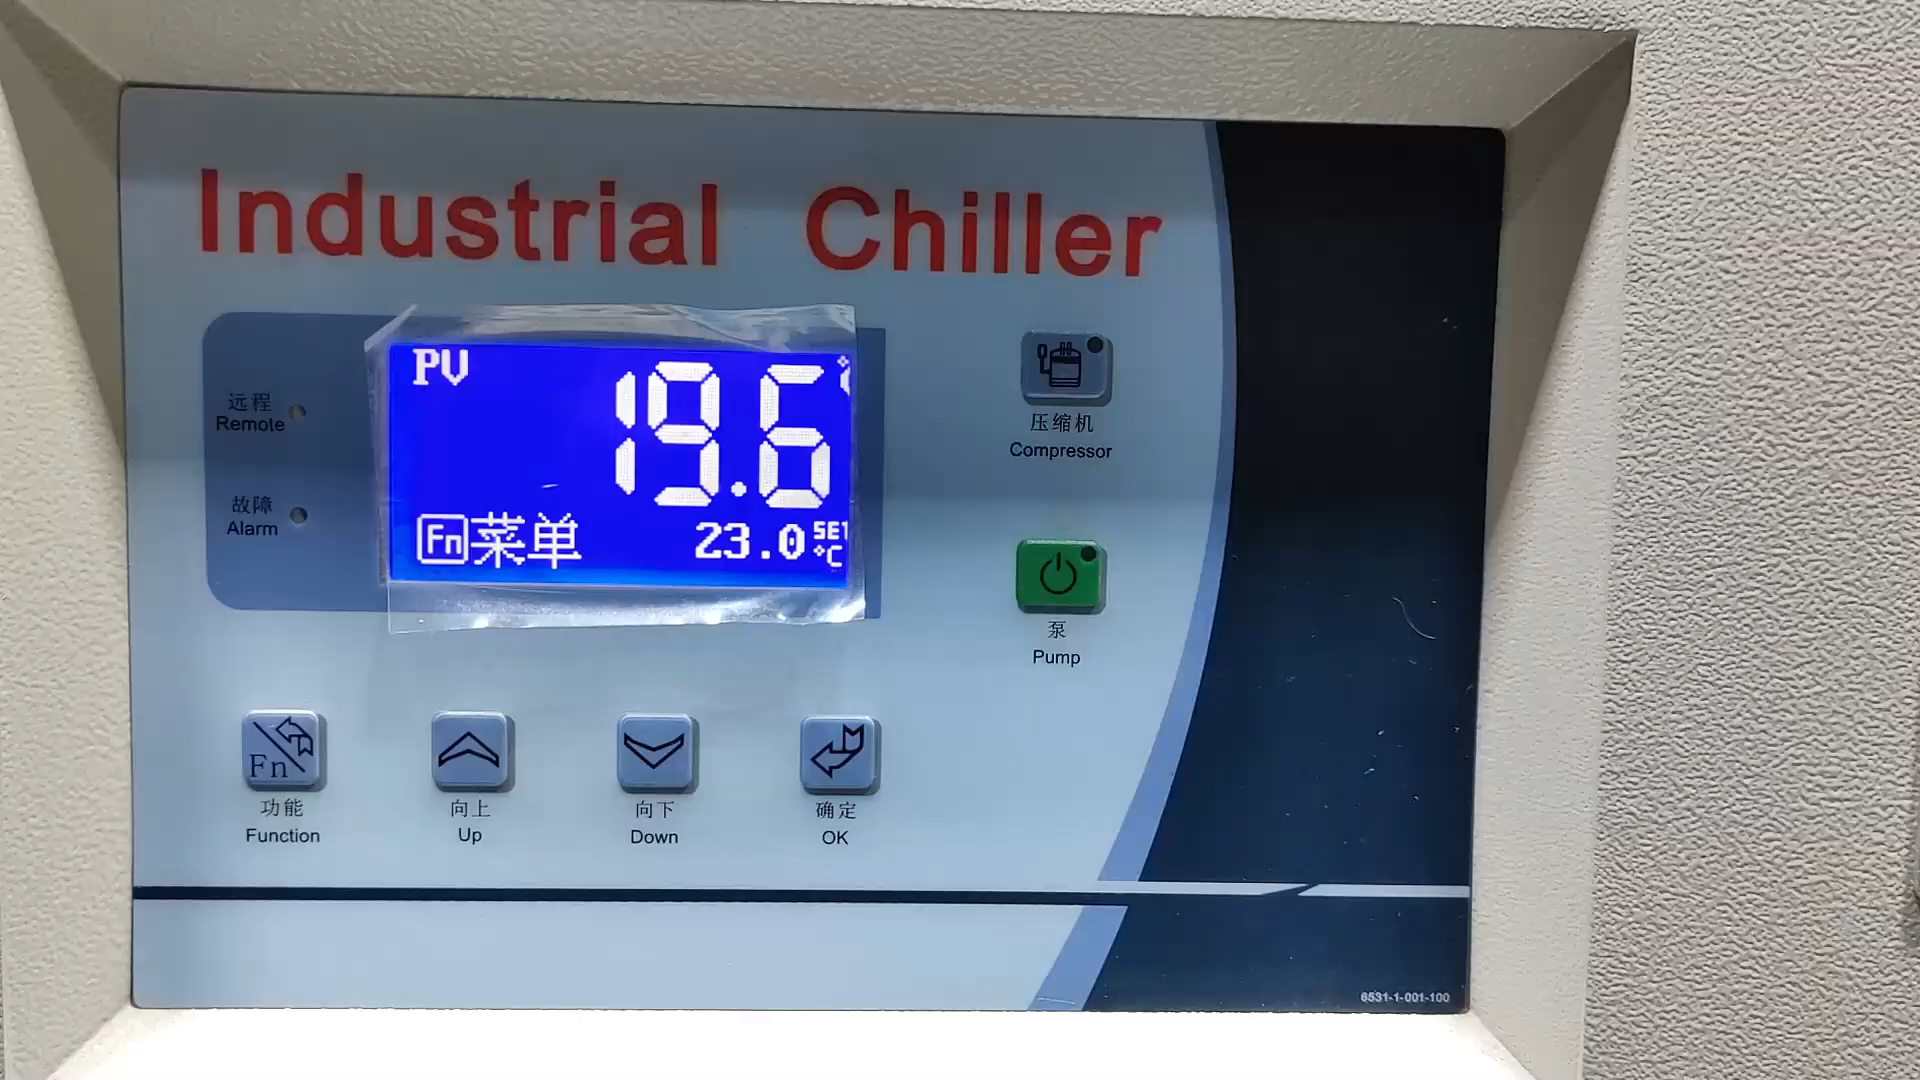 Industrial Chiller
PV 19.6 °C
Fn菜单 23.0 SET °C
远程
Remote
故障
Alarm
压缩机
Compressor
泵
Pump
Fn
功能
Function
向上
Up
向下
Down
确定
OK
6531-1-001-100